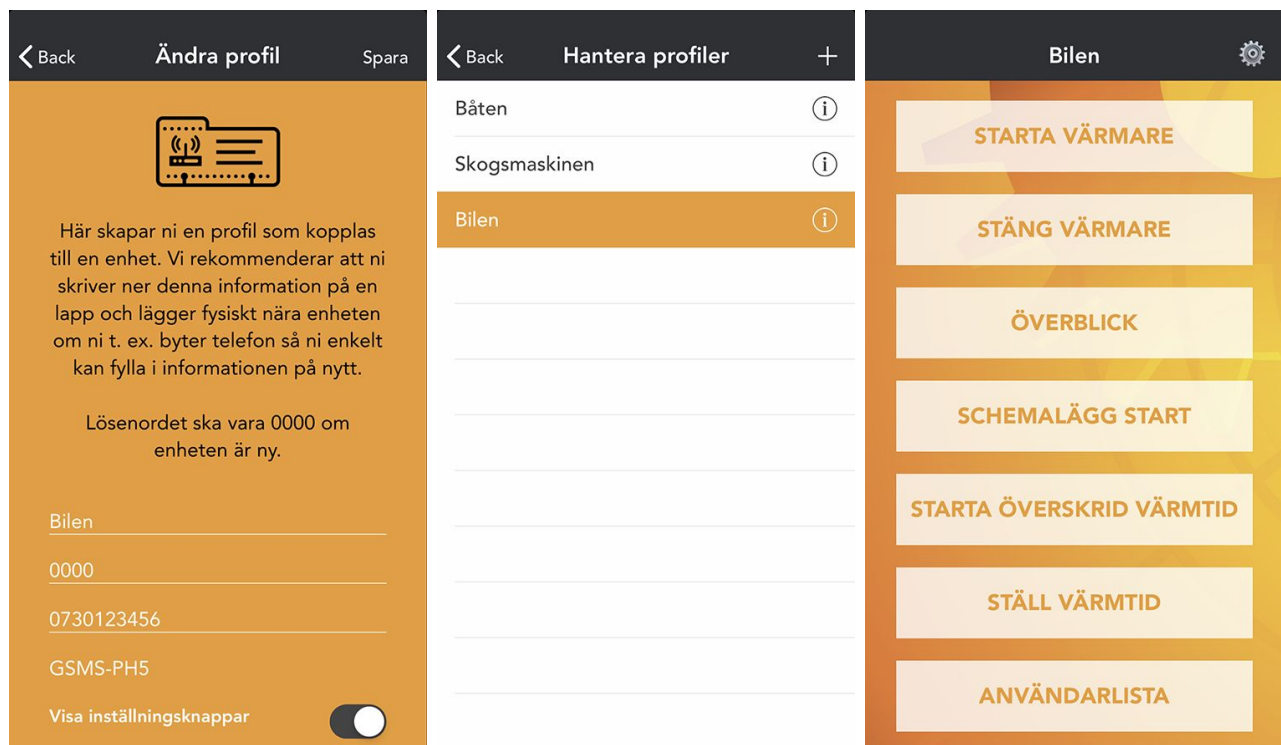 Back
Ändra profil
Spara
Här skapar ni en profil som kopplas
till en enhet. Vi rekommenderar att ni
skriver ner denna information på en
lapp och lägger fysiskt nära enheten
om ni t. ex. byter telefon så ni enkelt
kan fylla i informationen på nytt.
Lösenordet ska vara 0000 om
enheten är ny.
Bilen
0000
0730123456
GSMS-PH5
Visa inställningsknappar
Back
Hantera profiler
Båten
Skogsmaskinen
Bilen
Bilen
STARTA VÄRMARE
STÄNG VÄRMARE
ÖVERBLICK
SCHEMALÄGG START
STARTA ÖVERSKRID VÄRMTID
STÄLL VÄRMTID
ANVÄNDARLISTA